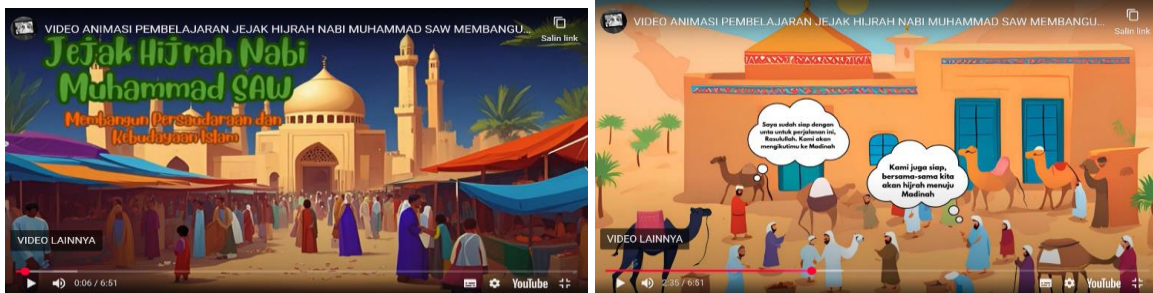 VIDEO ANIMASI PEMBELAJARAN JEJAK HIJRAH NABI MUHAMMAD SAW MEMBANGU...
Salin link
Jejak Hijrah Nabi
Muhammad SAW
Membangun Persaudaraan dan
Kebudayaan Islam
VIDEO LAINNYA
0:06 / 6:51
YouTube
VIDEO ANIMASI PEMBELAJARAN JEJAK HIJRAH NABI MUHAMMAD SAW MEMBANGU...
Salin link
Saya sudah siap dengan
unta untuk perjalanan ini,
Rasulullah. Kami akan
mengikutimu ke Madinah
Kami juga siap,
bersama-sama kita
akan hijrah menuju
Madinah
VIDEO LAINNYA
2:35 / 6:51
YouTube